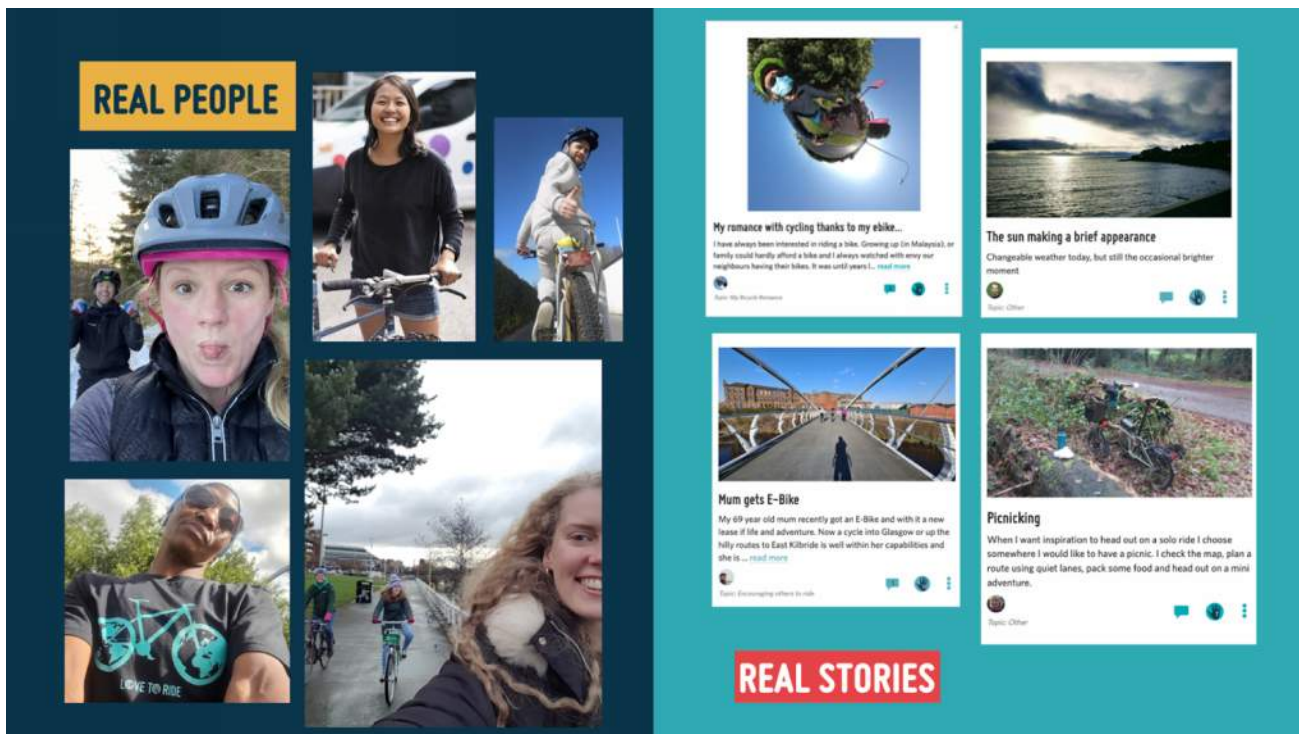 REAL PEOPLE
LOVE TO RIDE
My romance with cycling thanks to my ebike...
I have always been interested in riding a bike. Growing up (in Malaysia), or
family could hardly afford a bike and I always watched with envy our
neighbours having their bikes. It was until years l... read more
Topic: My Bicycle Romance
The sun making a brief appearance
Changeable weather today, but still the occasional brighter
moment
Topic: Other
Mum gets E-Bike
My 69 year old mum recently got an E-Bike and with it a new
lease if life and adventure. Now a cycle into Glasgow or up the
hilly routes to East Kilbride is well within her capabilities and
she is ... read more
Topic: Encouraging others to ride
Picnicking
When I want inspiration to head out on a solo ride I choose
somewhere I would like to have a picnic. I check the map, plan a
route using quiet lanes, pack some food and head out on a mini
adventure.
Topic: Other
REAL STORIES